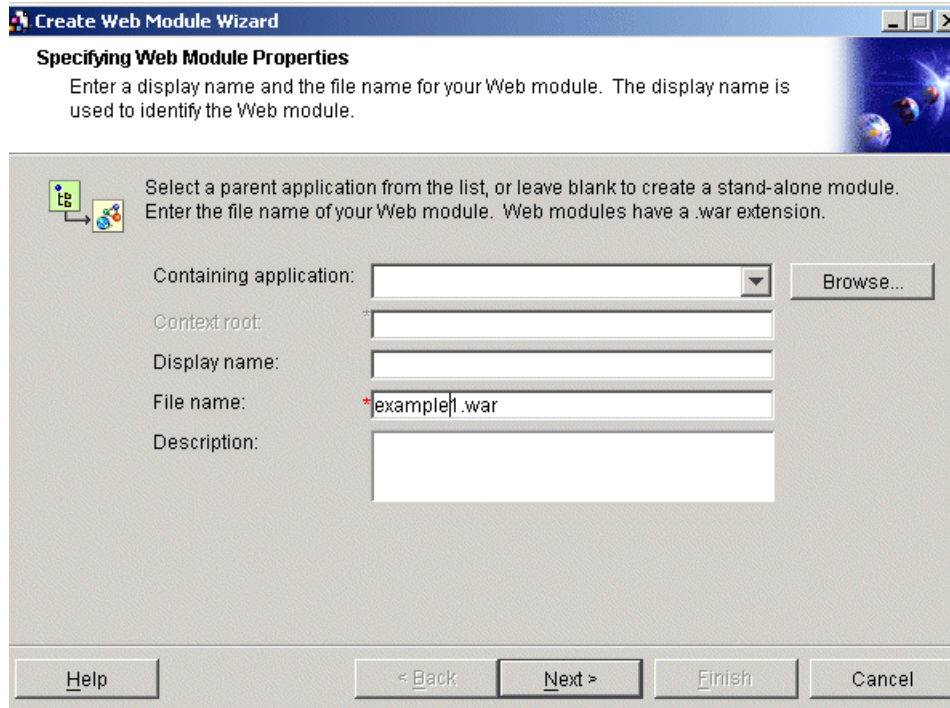 Create Web Module Wizard
Specifying Web Module Properties
Enter a display name and the file name for your Web module. The display name is
used to identify the Web module.
Select a parent application from the list, or leave blank to create a stand-alone module.
Enter the file name of your Web module. Web modules have a .war extension.
Containing application:
Browse...
Context root: *
Display name:
File name: *example1.war
Description:
Help < Back Next > Finish Cancel